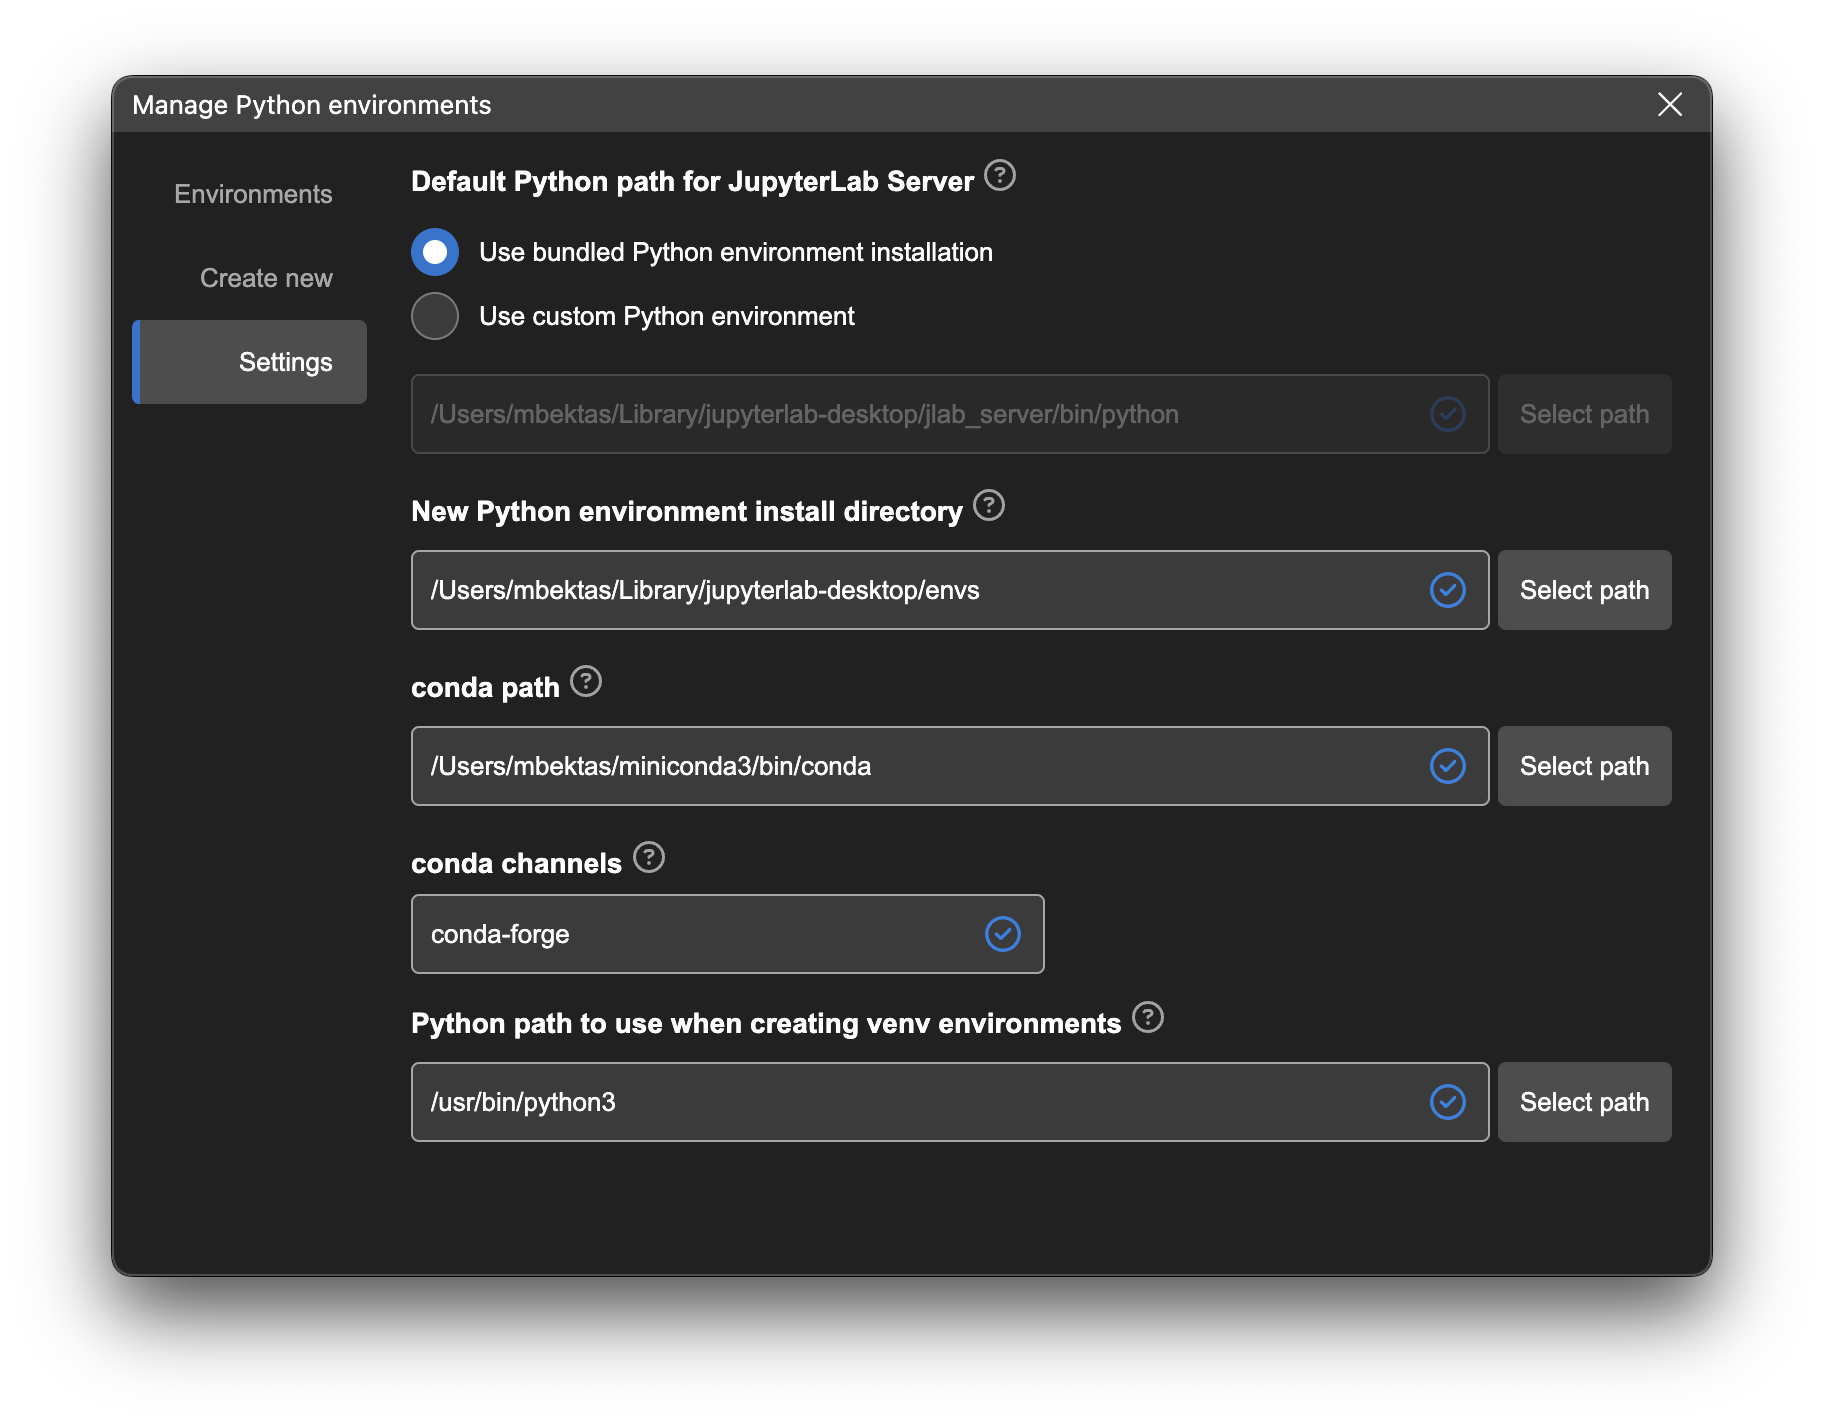 Manage Python environments
Environments
Create new
Settings
Default Python path for JupyterLab Server ?
Use bundled Python environment installation
Use custom Python environment
/Users/mbektas/Library/jupyterlab-desktop/jlab_server/bin/python
Select path
New Python environment install directory ?
/Users/mbektas/Library/jupyterlab-desktop/envs
Select path
conda path ?
/Users/mbektas/miniconda3/bin/conda
Select path
conda channels ?
conda-forge
Python path to use when creating venv environments ?
/usr/bin/python3
Select path